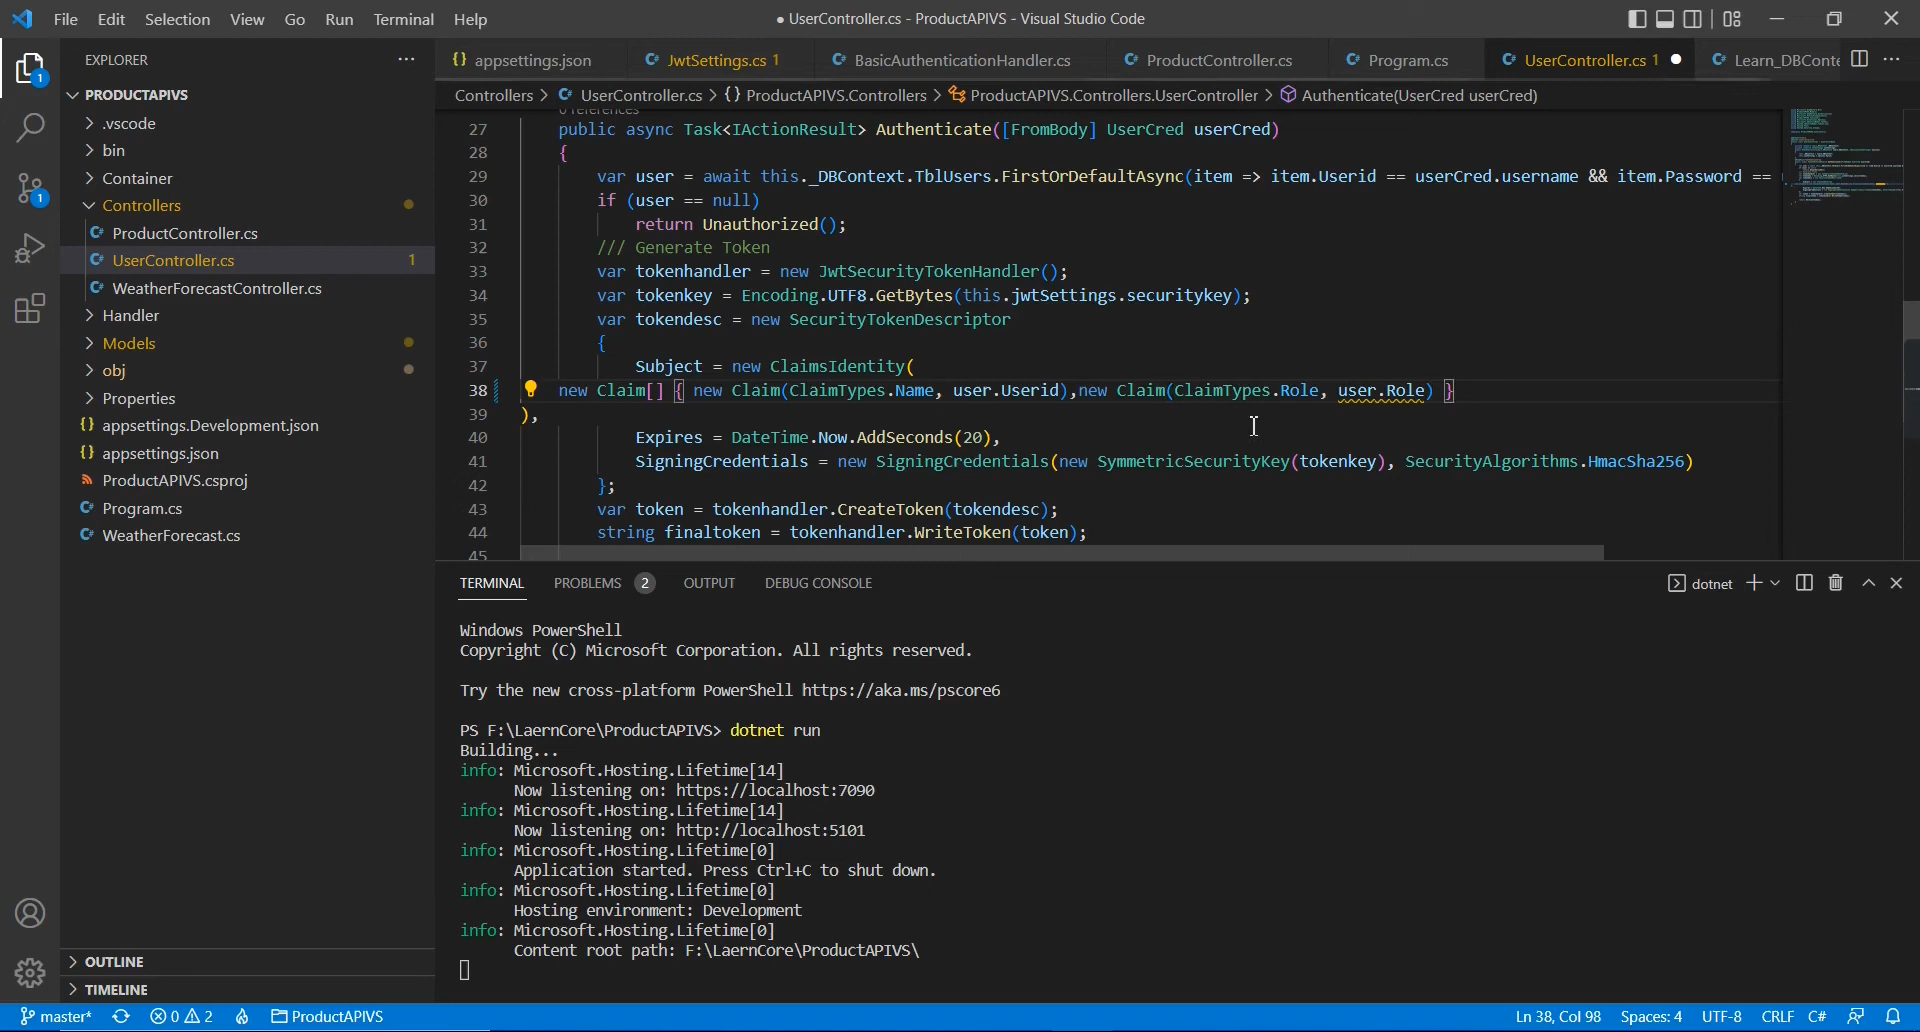 File Edit Selection View Go Run Terminal Help
● UserController.cs - ProductAPIVS - Visual Studio Code
EXPLORER ···
{} appsettings.json
C# JwtSettings.cs 1
C# BasicAuthenticationHandler.cs
C# ProductController.cs
C# Program.cs
C# UserController.cs 1 ●
C# Learn_DBConte
···
1
PRODUCTAPIVS
.vscode
bin
Container
Controllers
C# ProductController.cs
C# UserController.cs 1
C# WeatherForecastController.cs
Handler
Models
obj
Properties
{} appsettings.Development.json
{} appsettings.json
ProductAPIVS.csproj
C# Program.cs
C# WeatherForecast.cs
OUTLINE
TIMELINE
1
Controllers > C# UserController.cs > {} ProductAPIVS.Controllers > ProductAPIVS.Controllers.UserController > Authenticate(UserCred userCred)
0 references
27 public async Task<IActionResult> Authenticate([FromBody] UserCred userCred)
28 {
29 var user = await this._DBContext.TblUsers.FirstOrDefaultAsync(item => item.Userid == userCred.username && item.Password ==
30 if (user == null)
31 return Unauthorized();
32 /// Generate Token
33 var tokenhandler = new JwtSecurityTokenHandler();
34 var tokenkey = Encoding.UTF8.GetBytes(this.jwtSettings.securitykey);
35 var tokendesc = new SecurityTokenDescriptor
36 {
37 Subject = new ClaimsIdentity(
38 new Claim[] { new Claim(ClaimTypes.Name, user.Userid),new Claim(ClaimTypes.Role, user.Role) }
39 ),
40 Expires = DateTime.Now.AddSeconds(20),
41 SigningCredentials = new SigningCredentials(new SymmetricSecurityKey(tokenkey), SecurityAlgorithms.HmacSha256)
42 };
43 var token = tokenhandler.CreateToken(tokendesc);
44 string finaltoken = tokenhandler.WriteToken(token);
45
TERMINAL PROBLEMS 2 OUTPUT DEBUG CONSOLE
dotnet
Windows PowerShell
Copyright (C) Microsoft Corporation. All rights reserved.
Try the new cross-platform PowerShell https://aka.ms/pscore6
PS F:\LaernCore\ProductAPIVS> dotnet run
Building...
info: Microsoft.Hosting.Lifetime[14]
Now listening on: https://localhost:7090
info: Microsoft.Hosting.Lifetime[14]
Now listening on: http://localhost:5101
info: Microsoft.Hosting.Lifetime[0]
Application started. Press Ctrl+C to shut down.
info: Microsoft.Hosting.Lifetime[0]
Hosting environment: Development
info: Microsoft.Hosting.Lifetime[0]
Content root path: F:\LaernCore\ProductAPIVS\
master* 0 2 ProductAPIVS
Ln 38, Col 98 Spaces: 4 UTF-8 CRLF C#